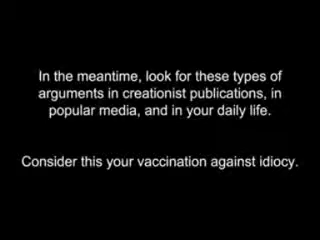 In the meantime, look for these types of
arguments in creationist publications, in
popular media, and in your daily life.
Consider this your vaccination against idiocy.